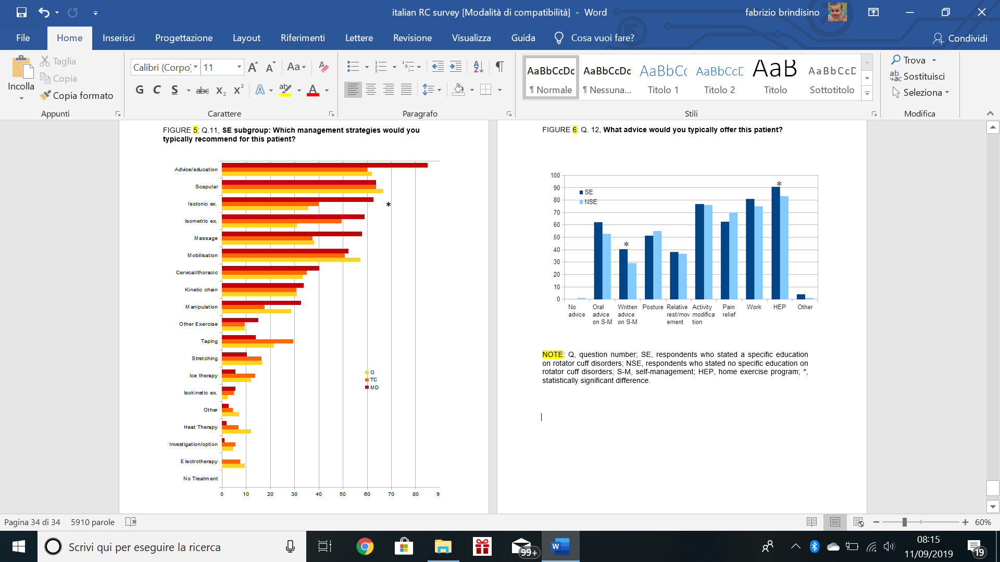 italian RC survey [Modalità di compatibilità] - Word
fabrizio brindisino
File
Home
Inserisci
Progettazione
Layout
Riferimenti
Lettere
Revisione
Visualizza
Guida
Cosa vuoi fare?
Condividi
Incolla
Taglia
Copia
Copia formato
Appunti
Calibri (Corpo)
11
Aa
G C S abc x₂ x² A ab A
Carattere
Paragrafo
AaBbCcDc
¶ Normale
AaBbCcDc
¶ Nessuna...
AaBbCc
Titolo 1
AaBbCcD
Titolo 2
AaB
Titolo
AaBbCcD
Sottotitolo
Stili
Trova
Sostituisci
Seleziona
Modifica
FIGURE 5: Q.11, SE subgroup: Which management strategies would you
typically recommend for this patient?
Advice/education
Scapular
Isotonic ex.
*
Isometric ex.
Massage
Mobilisation
Cervical/thoracic
Kinetic chain
Manipulation
Other Exercise
Taping
Stretching
Ice therapy
Isokinetic ex.
Other
Heat Therapy
Investigation/option
Electrotherapy
No Treatment
O
TC
MD
0 10 20 30 40 50 60 70 80 9
FIGURE 6: Q. 12, What advice would you typically offer this patient?
100
90
80
70
60
50
40
30
20
10
0
SE
NSE
*
*
No advice
Oral advice on S-M
Written advice on S-M
Posture
Relative rest/movement
Activity modification
Pain relief
Work
HEP
Other
NOTE: Q, question number; SE, respondents who stated a specific education
on rotator cuff disorders; NSE, respondents who stated no specific education on
rotator cuff disorders; S-M, self-management; HEP, home exercise program; *,
statistically significant difference.
Pagina 34 di 34
5910 parole
60%
Scrivi qui per eseguire la ricerca
99+
08:15
11/09/2019
19